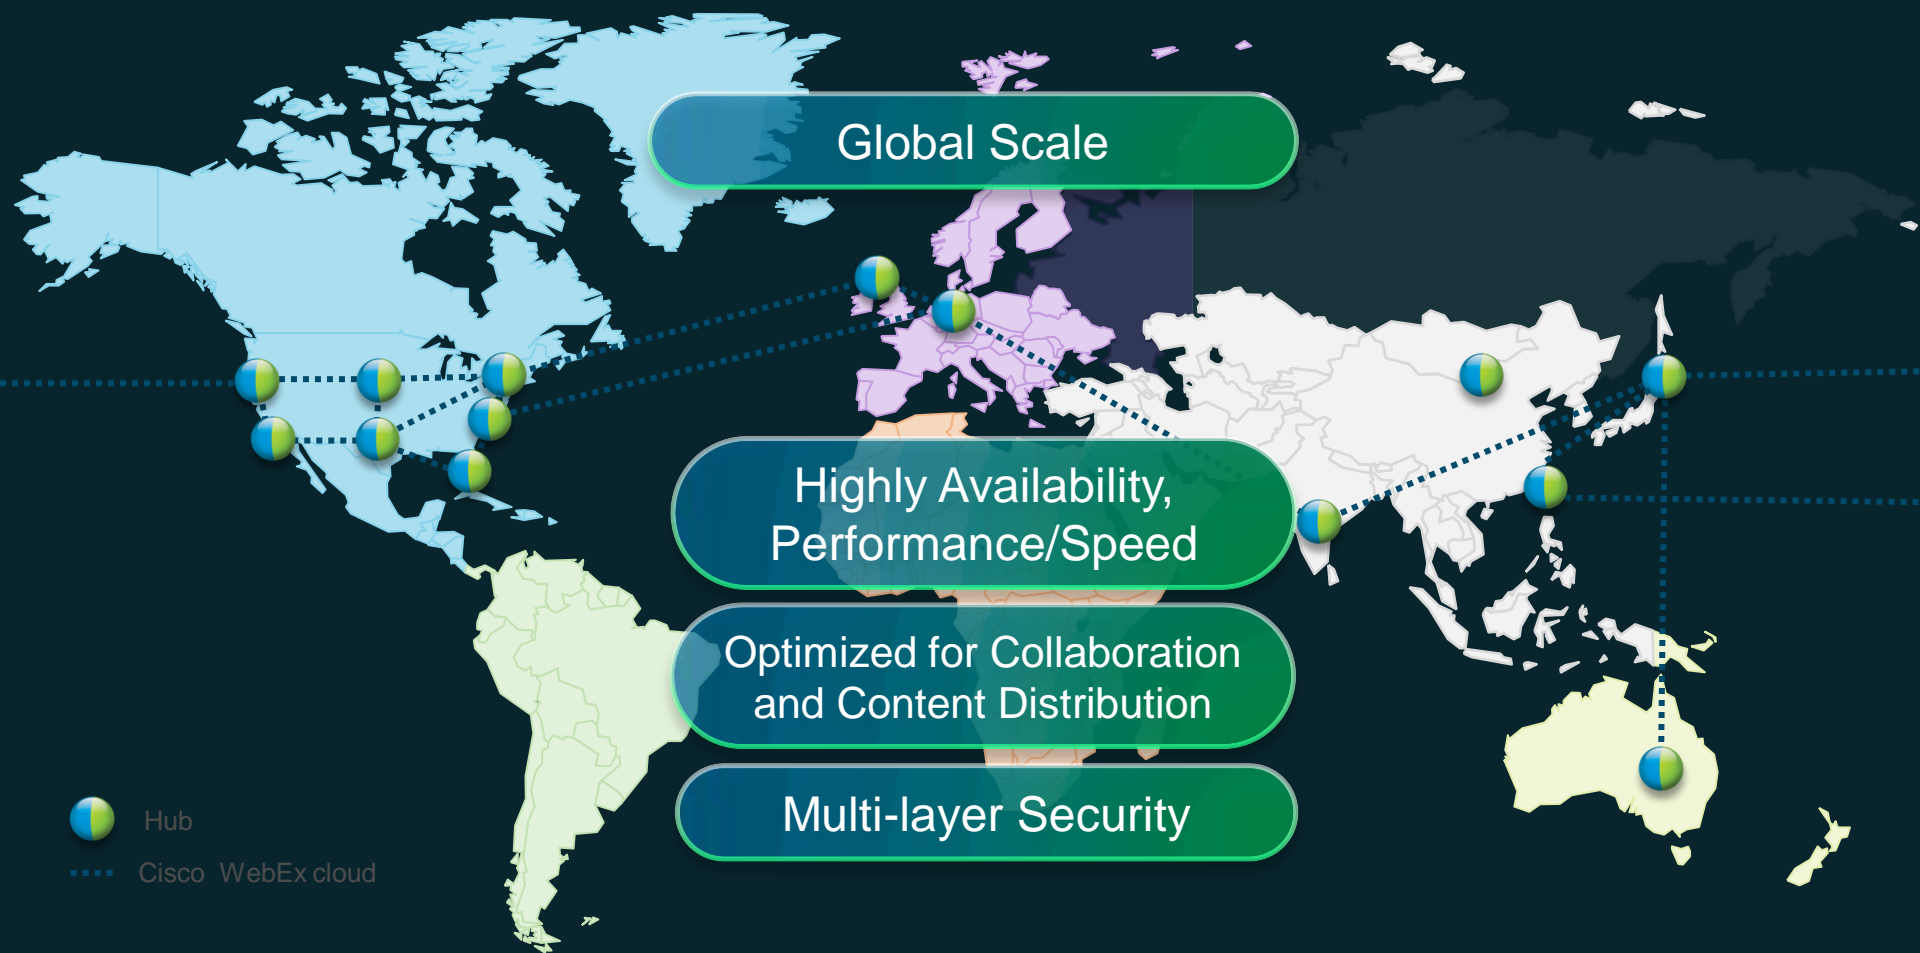 Global Scale
Highly Availability,
Performance/Speed
Optimized for Collaboration
and Content Distribution
Multi-layer Security
Hub
Cisco WebEx cloud